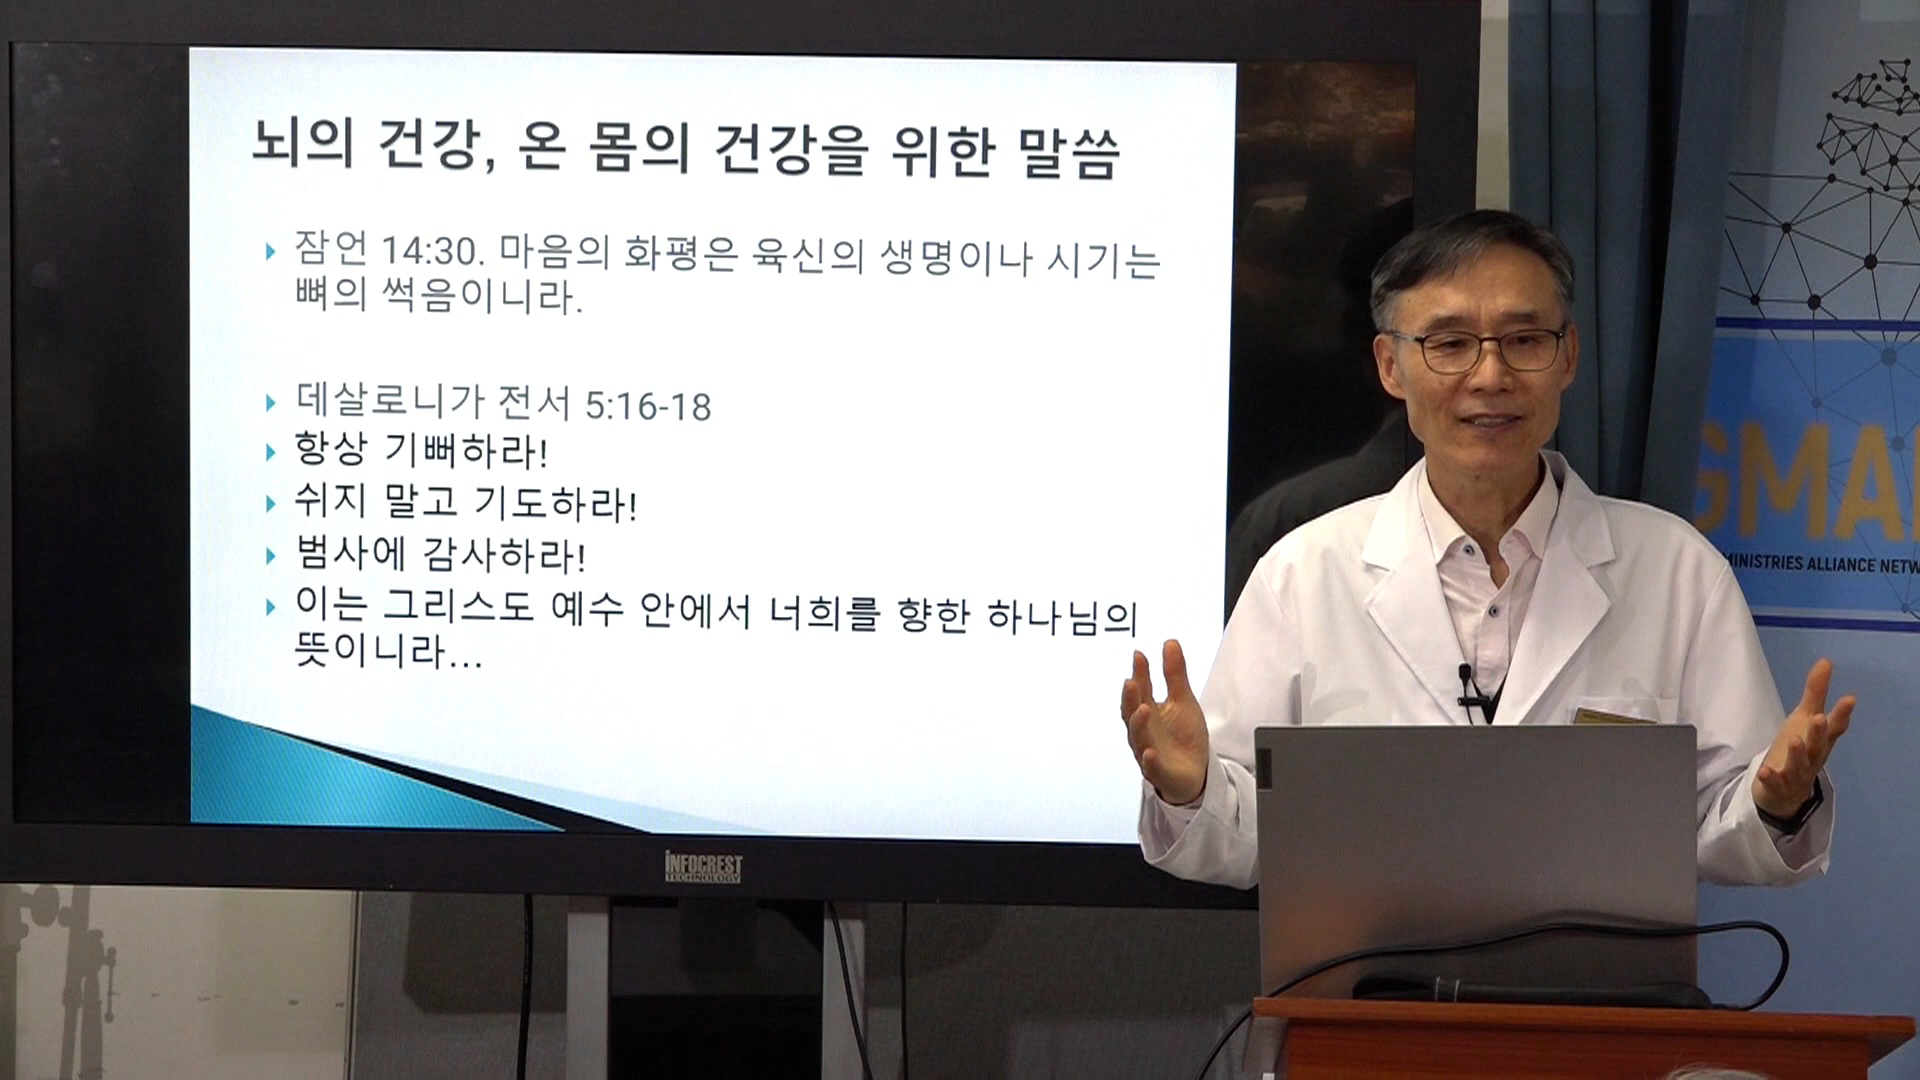 뇌의 건강, 온 몸의 건강을 위한 말씀
잠언 14:30. 마음의 화평은 육신의 생명이나 시기는
뼈의 썩음이니라.
데살로니가 전서 5:16-18
항상 기뻐하라!
쉬지 말고 기도하라!
범사에 감사하라!
이는 그리스도 예수 안에서 너희를 향한 하나님의
뜻이니라...
INFOCREST
TECHNOLOGY
GMA
MINISTRIES ALLIANCE NETW